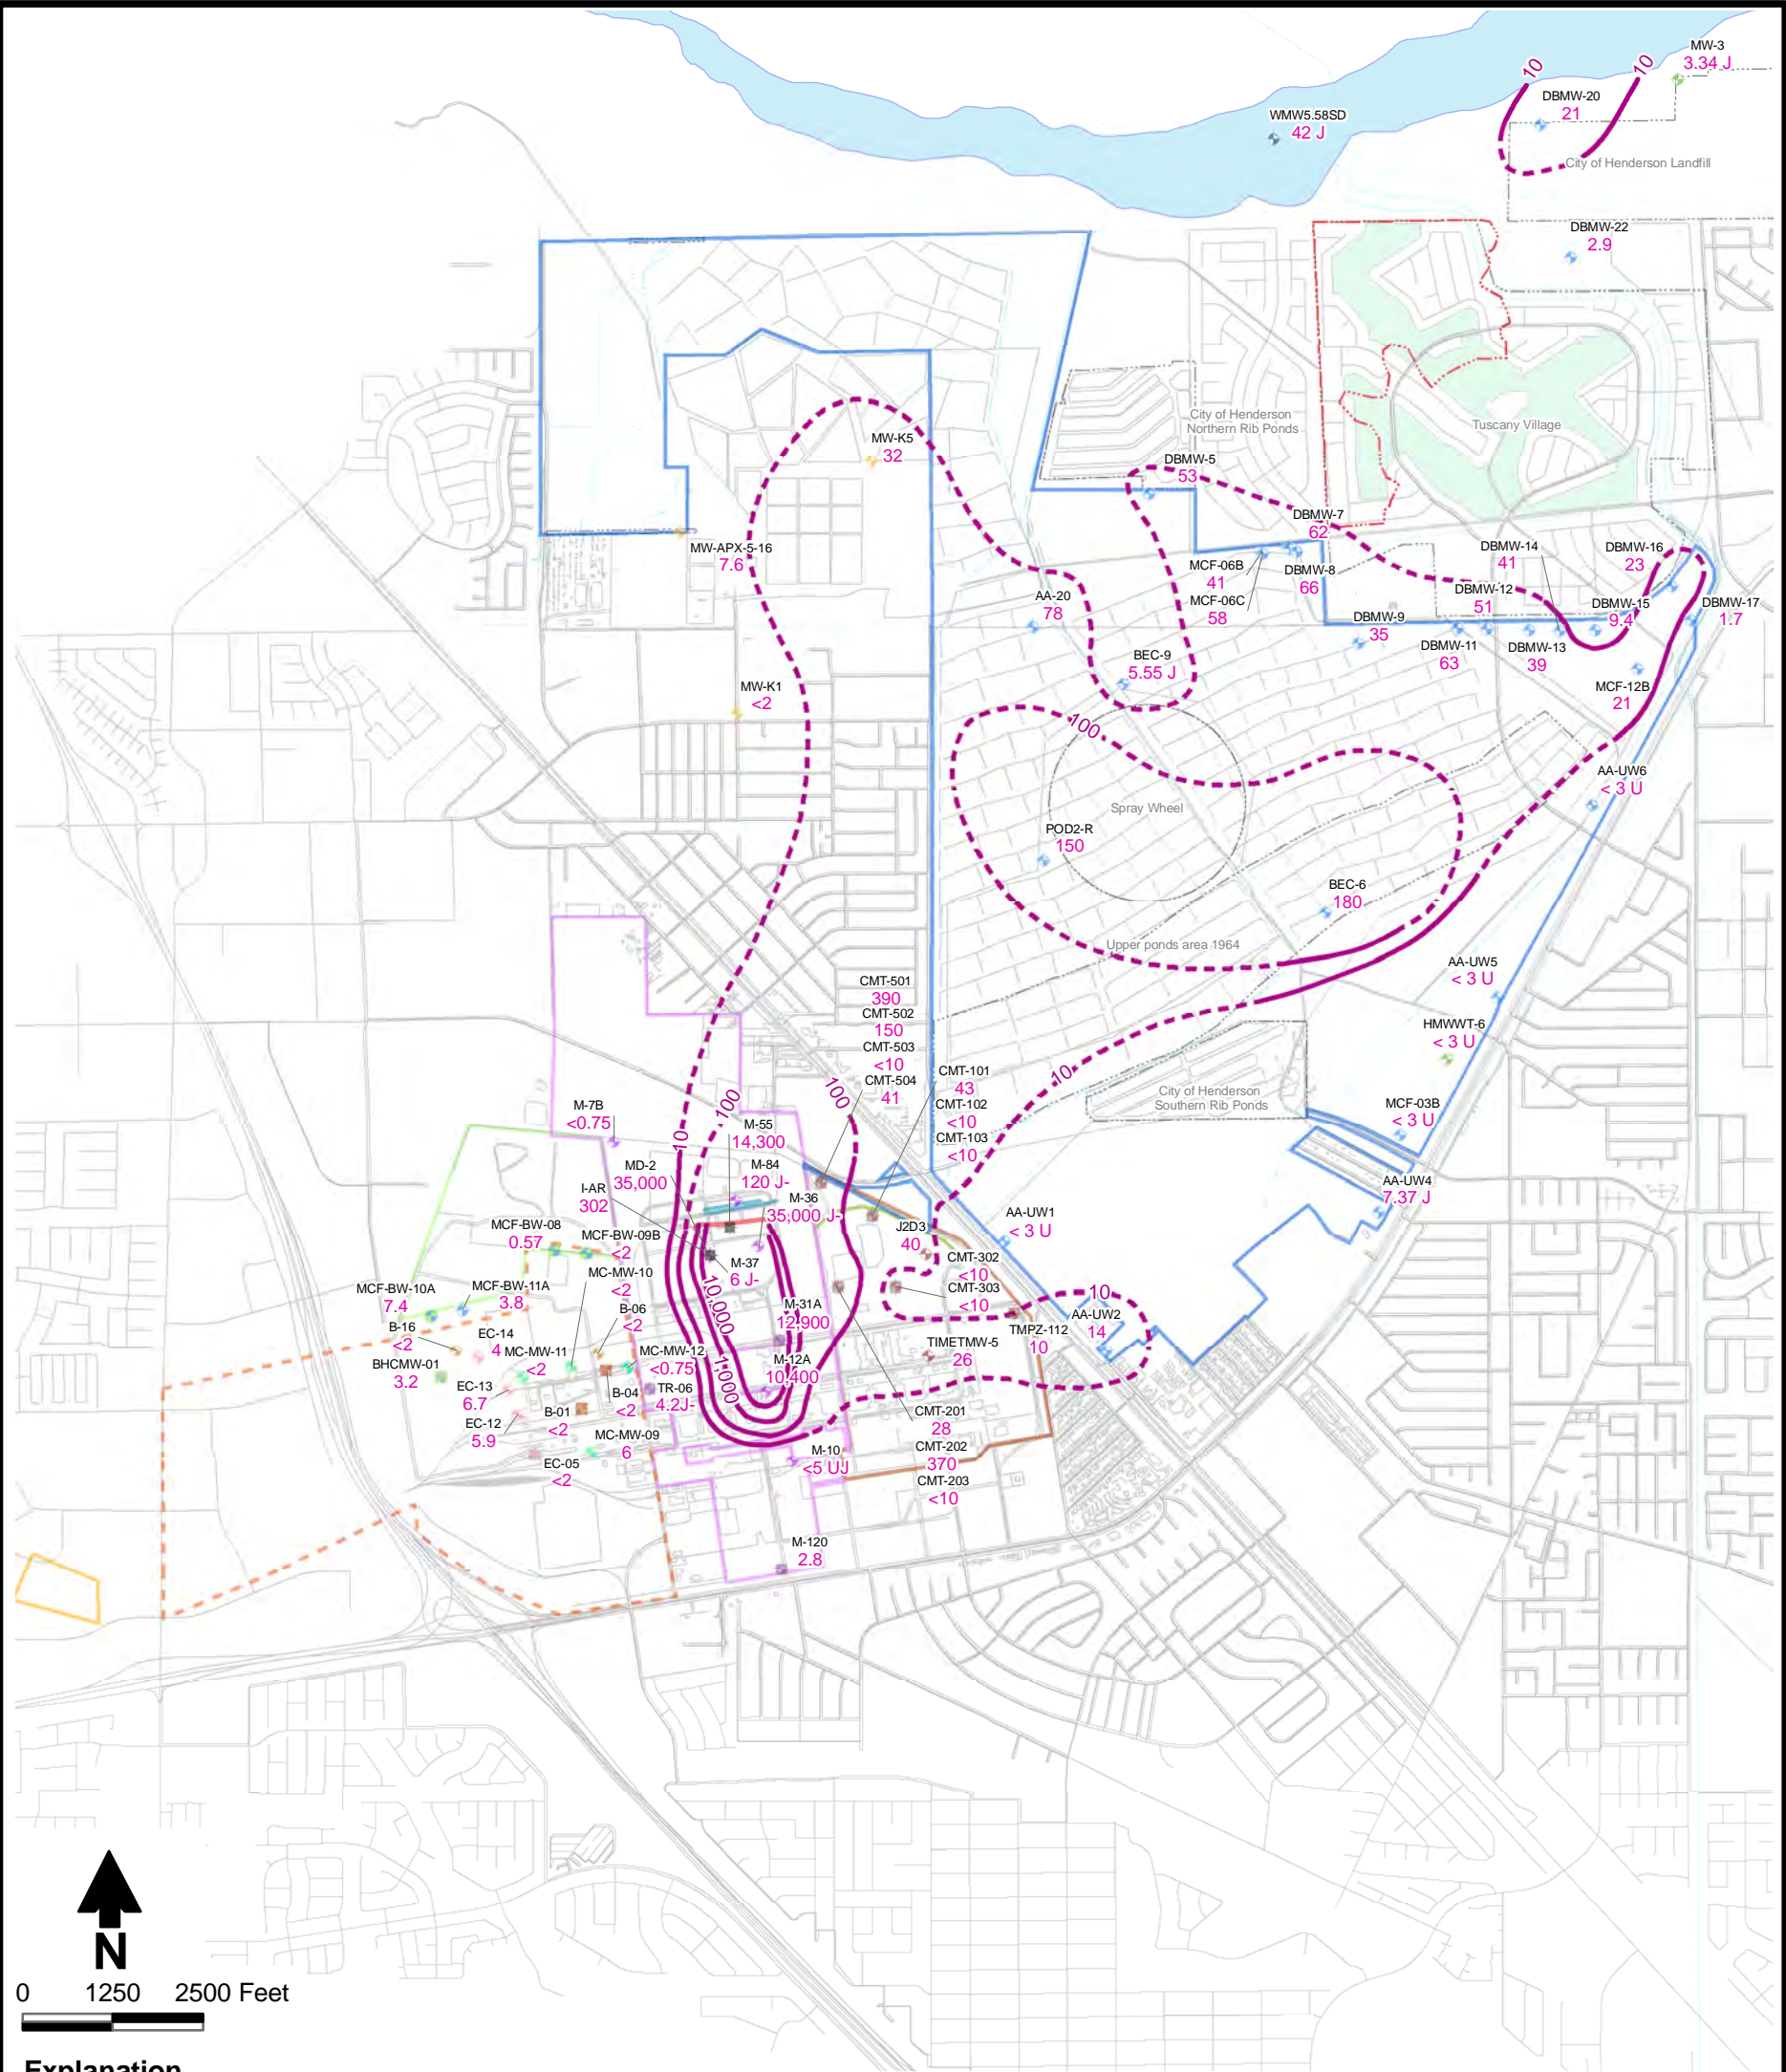 MW-3
3.34 J
10
10
DBMW-20
21
WMW5.58SD
42 J
City of Henderson Landfill
DBMW-22
2.9
City of Henderson
Northern Rib Ponds
Tuscany Village
MW-K5
32
DBMW-5
53
DBMW-7
62
MW-APX-5-16
7.6
DBMW-14
41
DBMW-16
23
MCF-06B
41
DBMW-8
66
MCF-06C
58
AA-20
78
DBMW-12
51
DBMW-15
9.4
DBMW-17
1.7
DBMW-9
35
DBMW-11
63
DBMW-13
39
BEC-9
5.55 J
MCF-12B
21
MW-K1
<2
100
AA-UW6
< 3 U
Spray Wheel
POD2-R
150
BEC-6
180
Upper ponds area 1964
AA-UW5
< 3 U
CMT-501
390
CMT-502
150
CMT-503
<10
CMT-504
41
HMWWT-6
< 3 U
CMT-101
43
CMT-102
<10
CMT-103
<10
10
City of Henderson
Southern Rib Ponds
MCF-03B
< 3 U
100
100
M-7B
<0.75
10
M-55
14,300
MD-2
35,000
M-84
120 J-
I-AR
302
M-36
35,000 J-
AA-UW4
7.37 J
AA-UW1
< 3 U
J2D3
40
MCF-BW-08
0.57
MCF-BW-09B
<2
M-37
6 J-
CMT-302
<10
CMT-303
<10
MC-MW-10
<2
MCF-BW-10A
7.4
MCF-BW-11A
3.8
10,000
10
B-06
<2
M-31A
12,900
AA-UW2
14
TMPZ-112
10
B-16
<2
EC-14
4
MC-MW-11
<2
MC-MW-12
<0.75
TIMETMW-5
26
BHCMW-01
3.2
1,000
M-12A
10,400
EC-13
6.7
B-04
<2
TR-06
4.2J-
B-01
<2
CMT-201
28
EC-12
5.9
MC-MW-09
6
M-10
<5 UJ
CMT-202
370
EC-05
<2
CMT-203
<10
M-120
2.8
N
0 1250 2500 Feet
Explanation